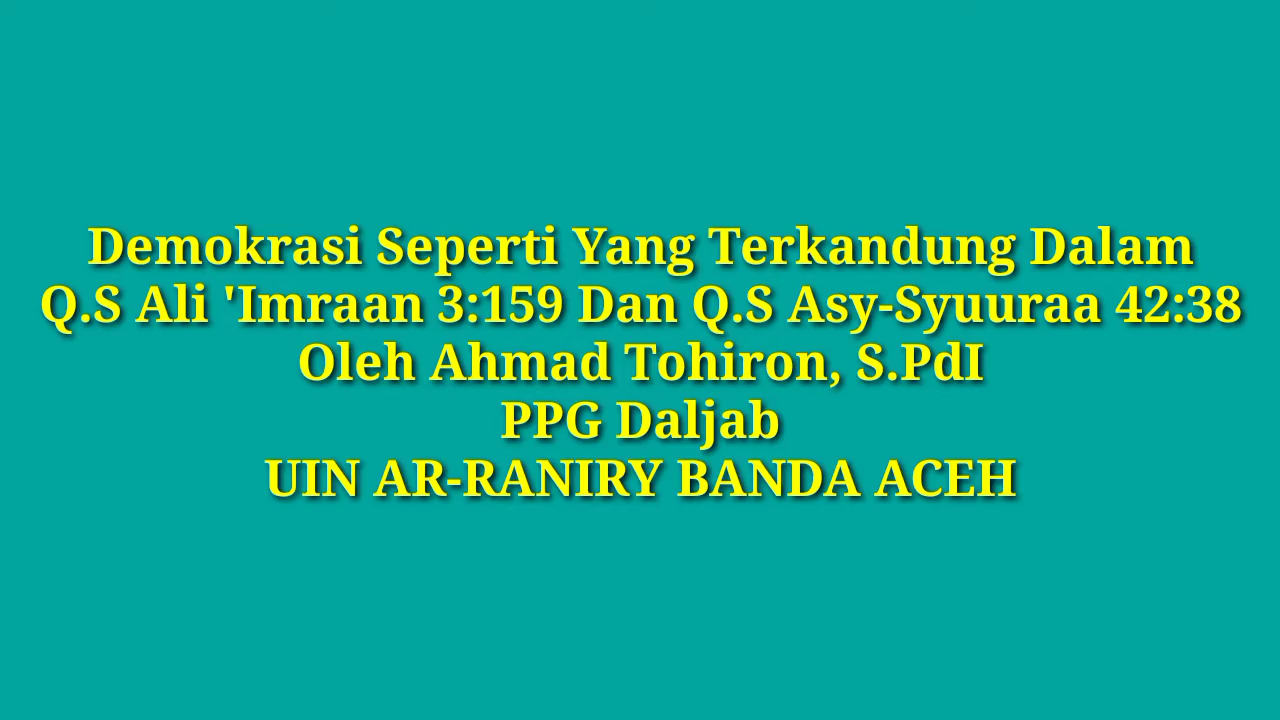 Demokrasi Seperti Yang Terkandung Dalam
Q.S Ali 'Imraan 3:159 Dan Q.S Asy-Syuuraa 42:38
Oleh Ahmad Tohiron, S.PdI
PPG Daljab
UIN AR-RANIRY BANDA ACEH